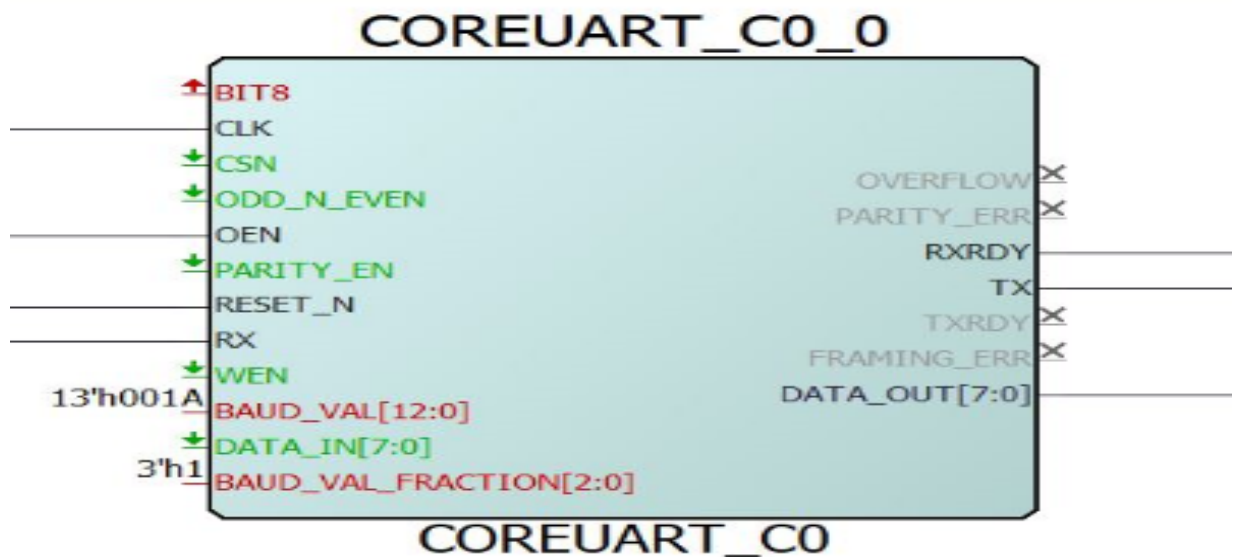 COREUART_C0_0
BIT8
CLK
CSN
ODD_N_EVEN
OEN
PARITY_EN
RESET_N
RX
WEN
13'h001A
BAUD_VAL[12:0]
DATA_IN[7:0]
3'h1
BAUD_VAL_FRACTION[2:0]
OVERFLOW
PARITY_ERR
RXRDY
TX
TXRDY
FRAMING_ERR
DATA_OUT[7:0]
COREUART_C0